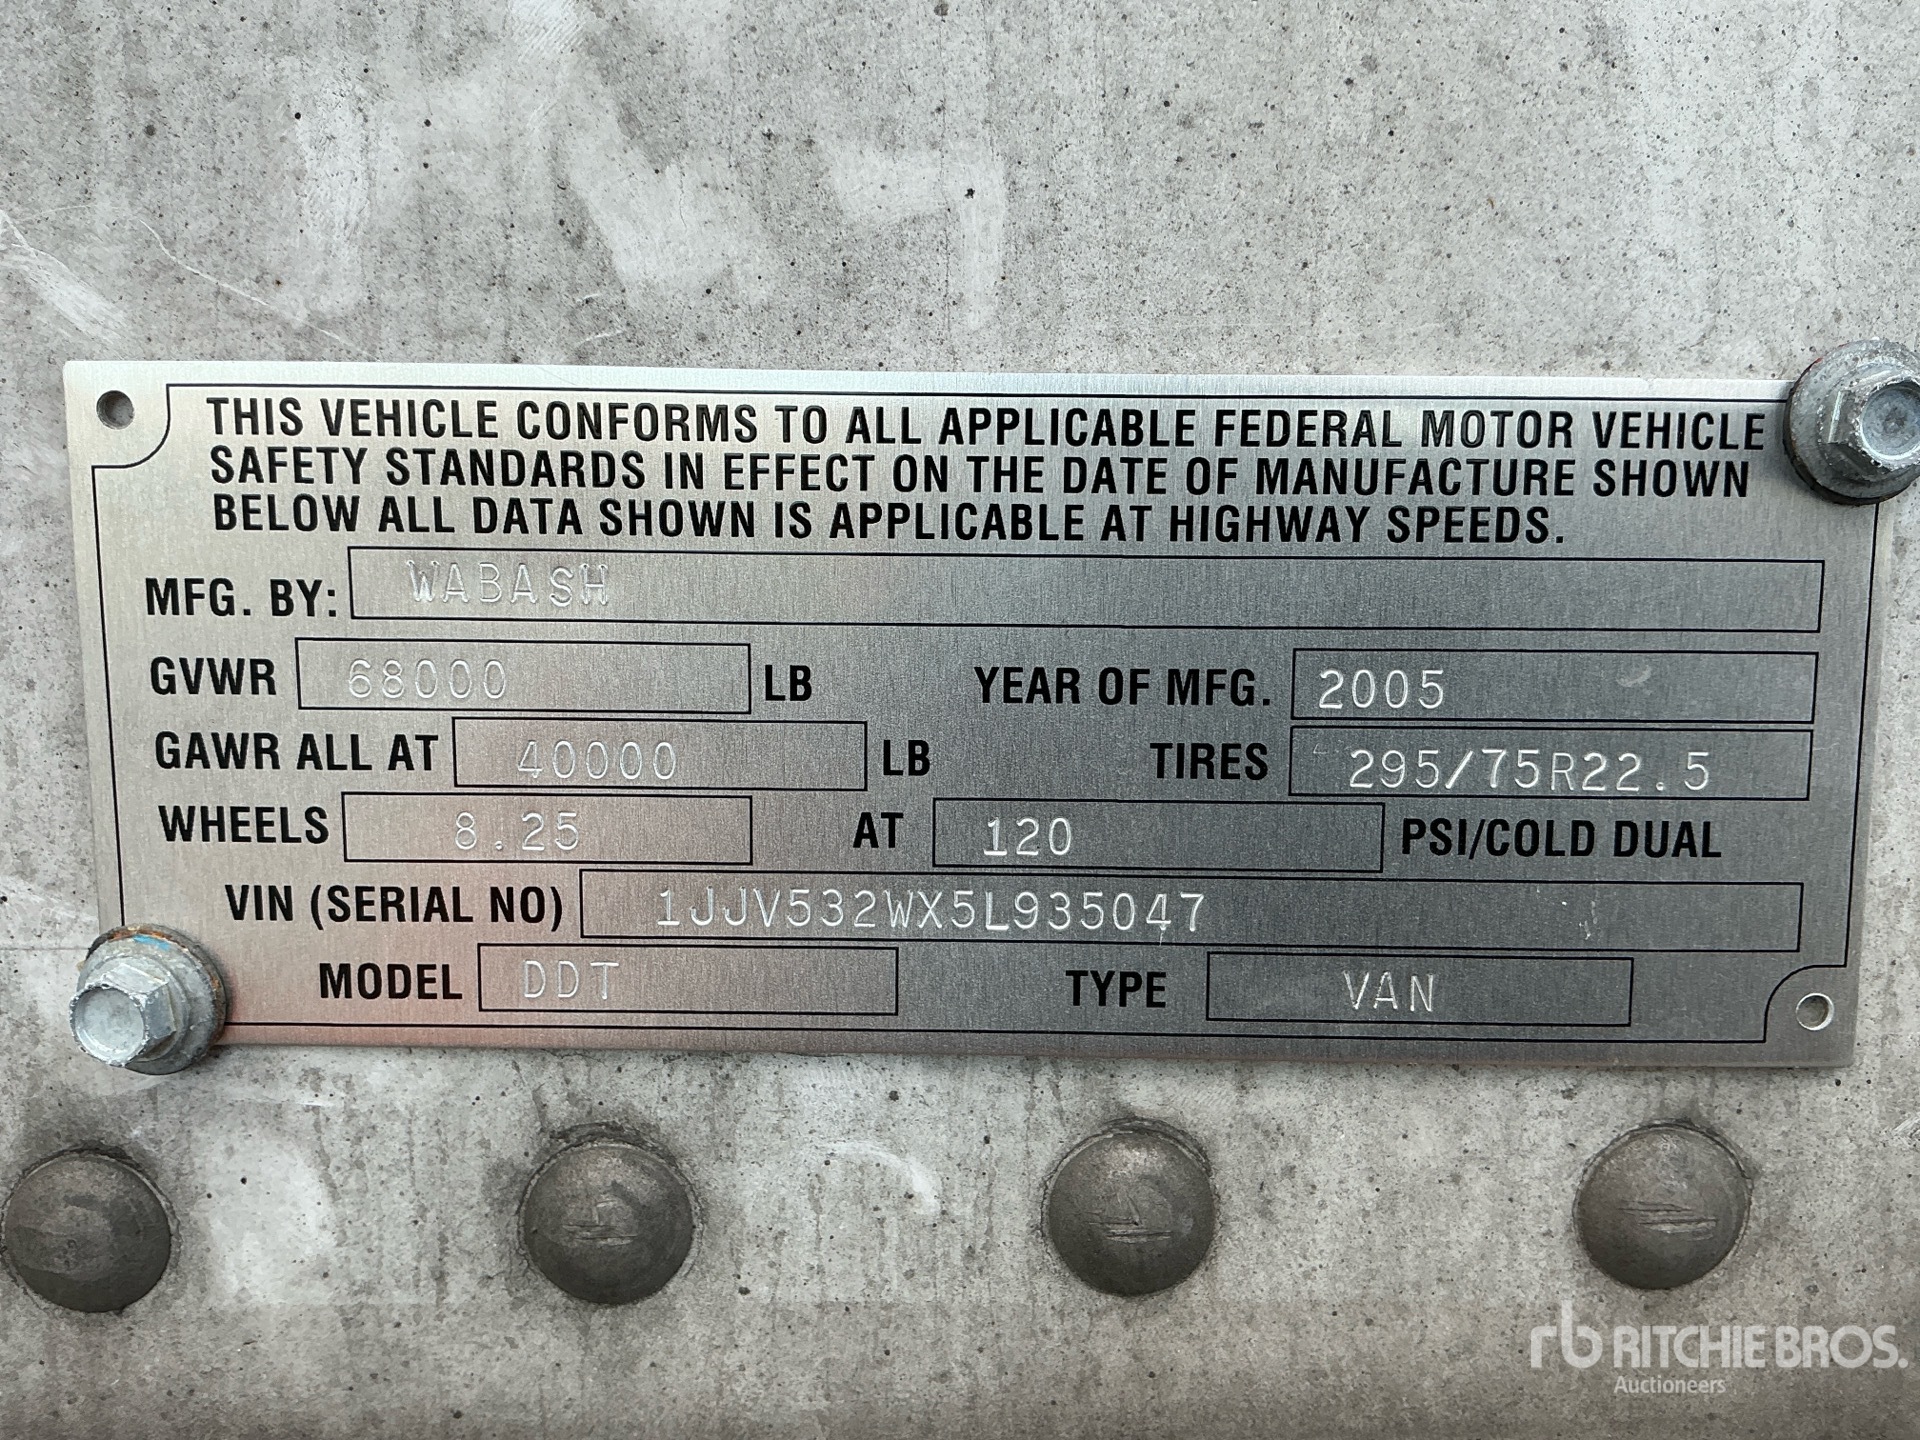 THIS VEHICLE CONFORMS TO ALL APPLICABLE FEDERAL MOTOR VEHICLE
SAFETY STANDARDS IN EFFECT ON THE DATE OF MANUFACTURE SHOWN
BELOW ALL DATA SHOWN IS APPLICABLE AT HIGHWAY SPEEDS.
MFG. BY: WABASH
GVWR 68000 LB YEAR OF MFG. 2005
GAWR ALL AT 40000 LB TIRES 295/75R22.5
WHEELS 8.25 AT 120 PSI/COLD DUAL
VIN (SERIAL NO) 1JJV532WX5L935047
MODEL DDT TYPE VAN
rb RITCHIE BROS.
Auctioneers